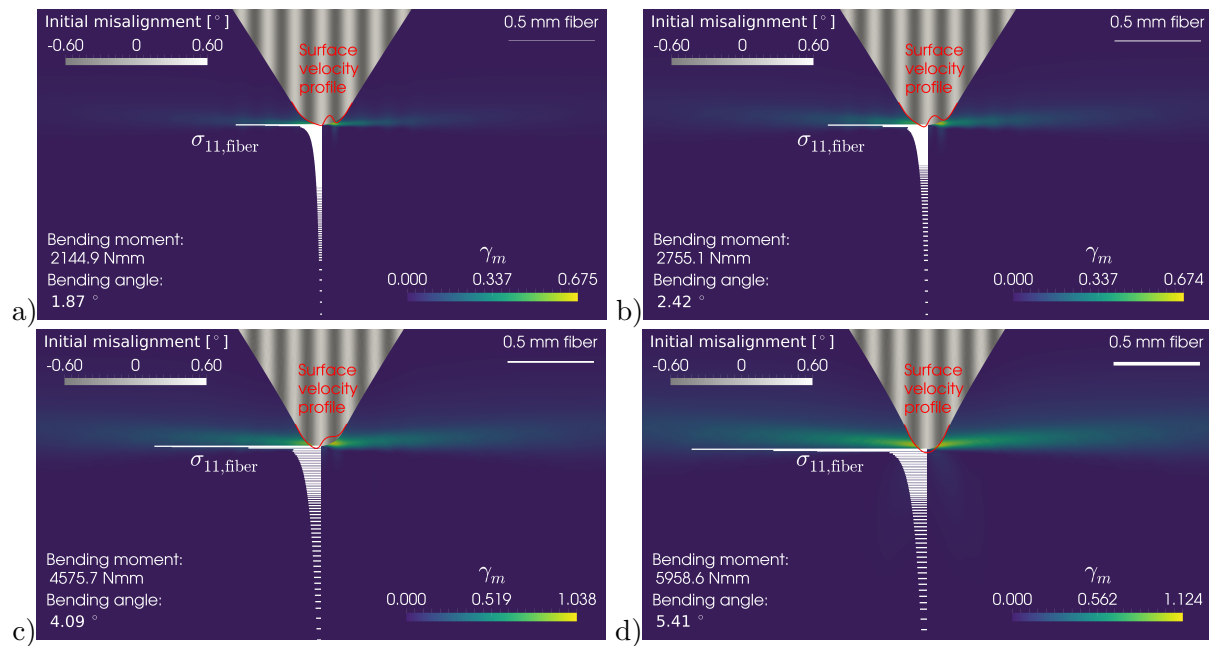 Initial misalignment [°]
-0.60 0 0.60
0.5 mm fiber
Surface
velocity
profile
σ11,fiber
Bending moment:
2144.9 Nmm
Bending angle:
1.87 °
γm
0.000 0.337 0.675
a)
Initial misalignment [°]
-0.60 0 0.60
0.5 mm fiber
Surface
velocity
profile
σ11,fiber
Bending moment:
2755.1 Nmm
Bending angle:
2.42 °
γm
0.000 0.337 0.674
b)
Initial misalignment [°]
-0.60 0 0.60
0.5 mm fiber
Surface
velocity
profile
σ11,fiber
Bending moment:
4575.7 Nmm
Bending angle:
4.09 °
γm
0.000 0.519 1.038
c)
Initial misalignment [°]
-0.60 0 0.60
0.5 mm fiber
Surface
velocity
profile
σ11,fiber
Bending moment:
5958.6 Nmm
Bending angle:
5.41 °
γm
0.000 0.562 1.124
d)